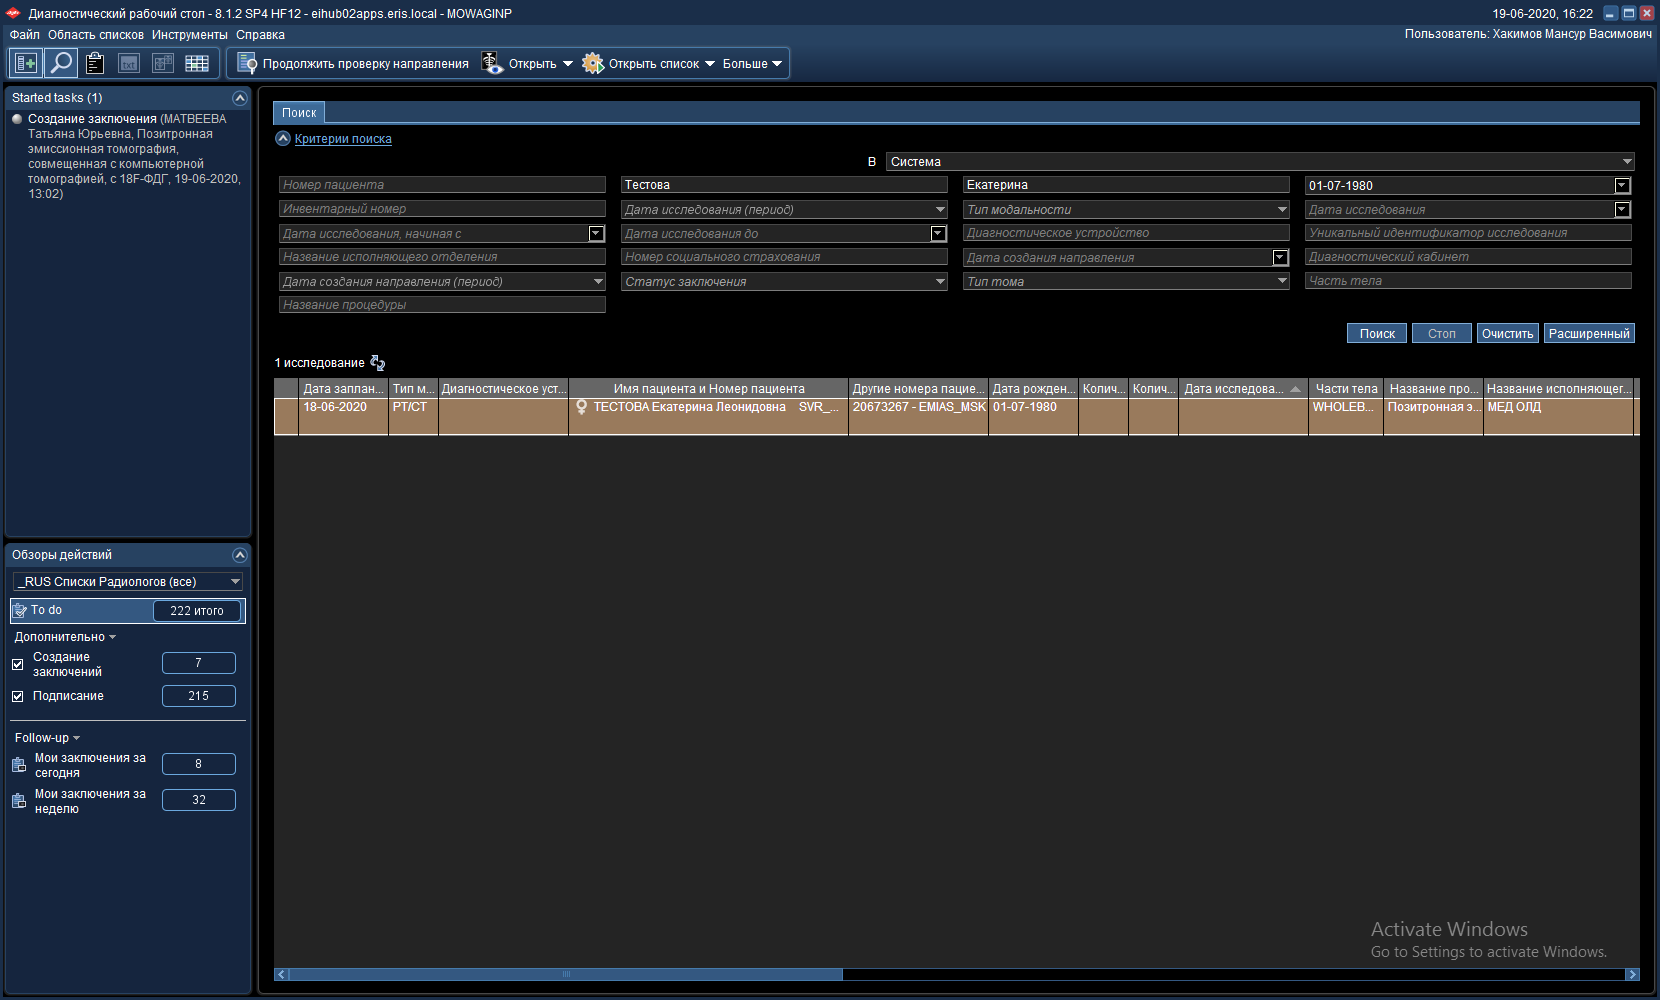 Диагностический рабочий стол - 8.1.2 SP4 HF12 - eihub02apps.eris.local - MOWAGINP
19-06-2020, 16:22
Файл Область списков Инструменты Справка
Пользователь: Хакимов Мансур Васимович
Продолжить проверку направления Открыть Открыть список Больше
Started tasks (1)
Создание заключения (МАТВЕЕВА
Татьяна Юрьевна, Позитронная
эмиссионная томография,
совмещенная с компьютерной
томографией, с 18F-ФДГ, 19-06-2020,
13:02)
Обзоры действий
_RUS Списки Радиологов (все)
To do 222 итого
Дополнительно
Создание
заключений
7
Подписание 215
Follow-up
Мои заключения за
сегодня
8
Мои заключения за
неделю
32
Поиск
Критерии поиска
В Система
Номер пациента Тестова Екатерина 01-07-1980
Инвентарный номер Дата исследования (период) Тип модальности Дата исследования
Дата исследования, начиная с Дата исследования до Диагностическое устройство Уникальный идентификатор исследования
Название исполняющего отделения Номер социального страхования Дата создания направления Диагностический кабинет
Дата создания направления (период) Статус заключения Тип тома Часть тела
Название процедуры
Поиск Стоп Очистить Расширенный
1 исследование
Дата заплан... Тип м... Диагностическое уст... Имя пациента и Номер пациента Другие номера пацие... Дата рожден... Колич... Колич... Дата исследова... Части тела Название про... Название исполняющег...
18-06-2020 PT/CT ТЕСТОВА Екатерина Леонидовна SVR_... 20673267 - EMIAS_MSK 01-07-1980 WHOLEB... Позитронная э... МЕД ОЛД
Activate Windows
Go to Settings to activate Windows.